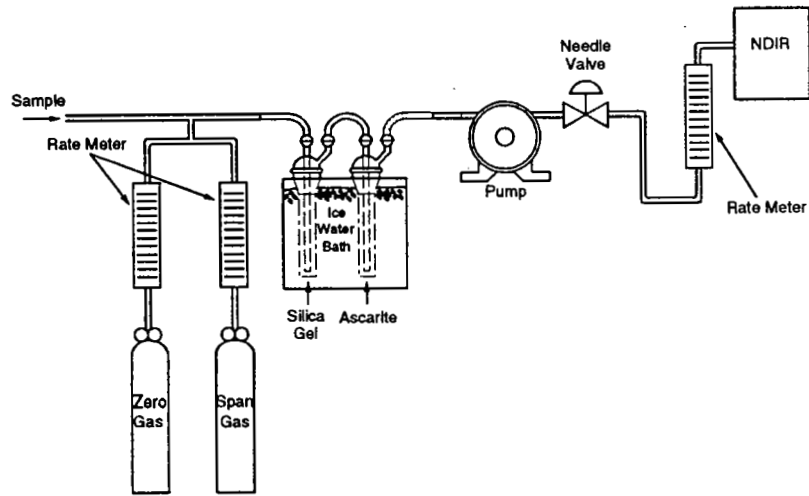 Sample
Rate Meter
Zero
Gas
Span
Gas
Ice
Water
Bath
Silica
Gel
Ascarite
Pump
Needle
Valve
NDIR
Rate Meter